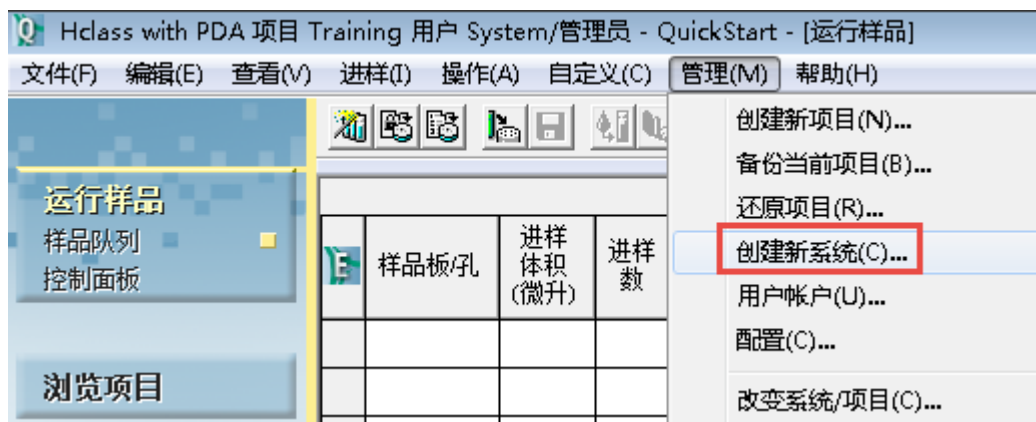 Hclass with PDA 项目 Training 用户 System/管理员 - QuickStart - [运行样品]
文件(F) 编辑(E) 查看(V) 进样(I) 操作(A) 自定义(C) 管理(M) 帮助(H)
创建新项目(N)...
备份当前项目(B)...
还原项目(R)...
创建新系统(C)...
用户帐户(U)...
配置(C)...
改变系统/项目(C)...
运行样品
样品队列
控制面板
浏览项目
样品板/孔
进样
体积
(微升)
进样
数